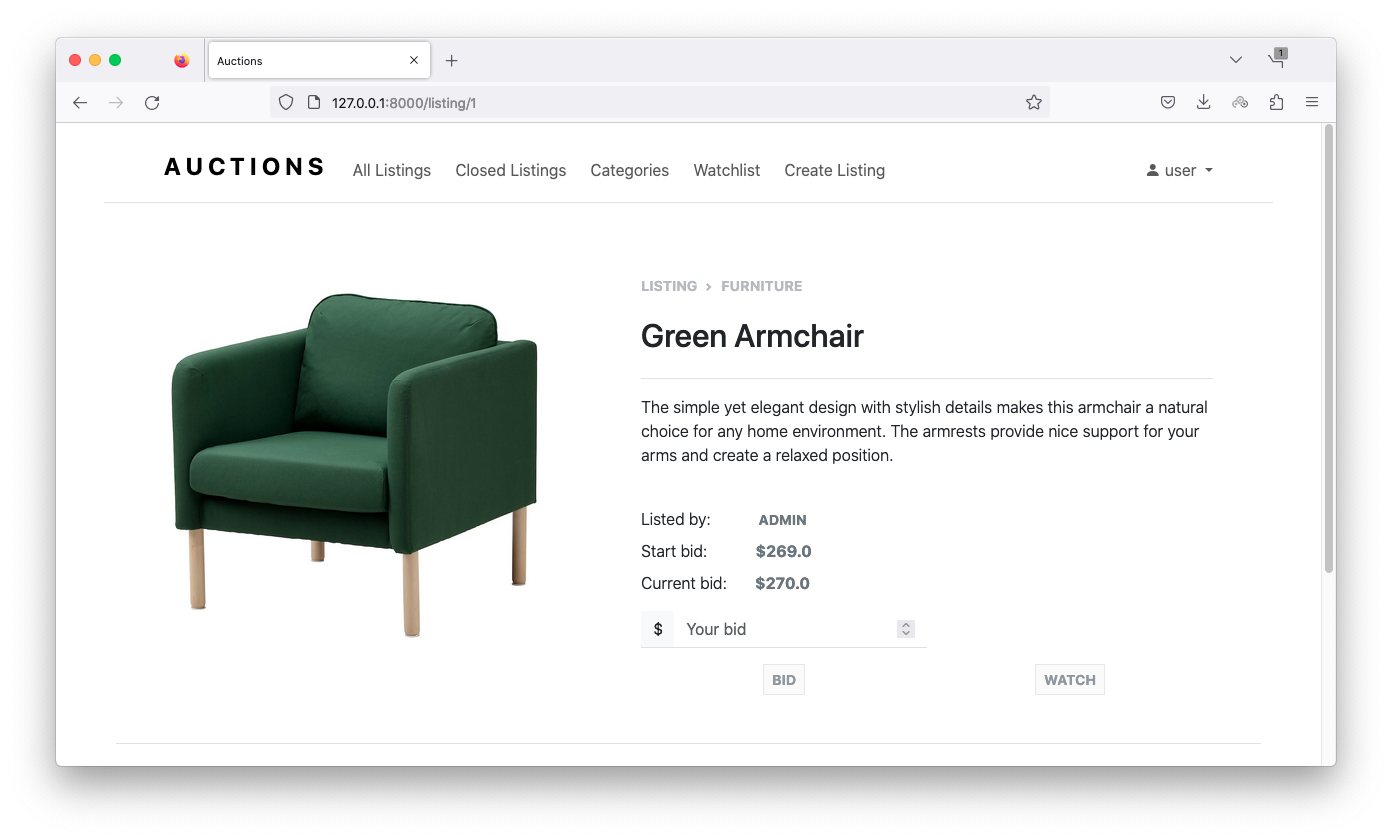 Auctions
1
127.0.0.1:8000/listing/1
AUCTIONS All Listings Closed Listings Categories Watchlist Create Listing user
LISTING > FURNITURE
Green Armchair
The simple yet elegant design with stylish details makes this armchair a natural
choice for any home environment. The armrests provide nice support for your
arms and create a relaxed position.
Listed by: ADMIN
Start bid: $269.0
Current bid: $270.0
$ Your bid
BID WATCH